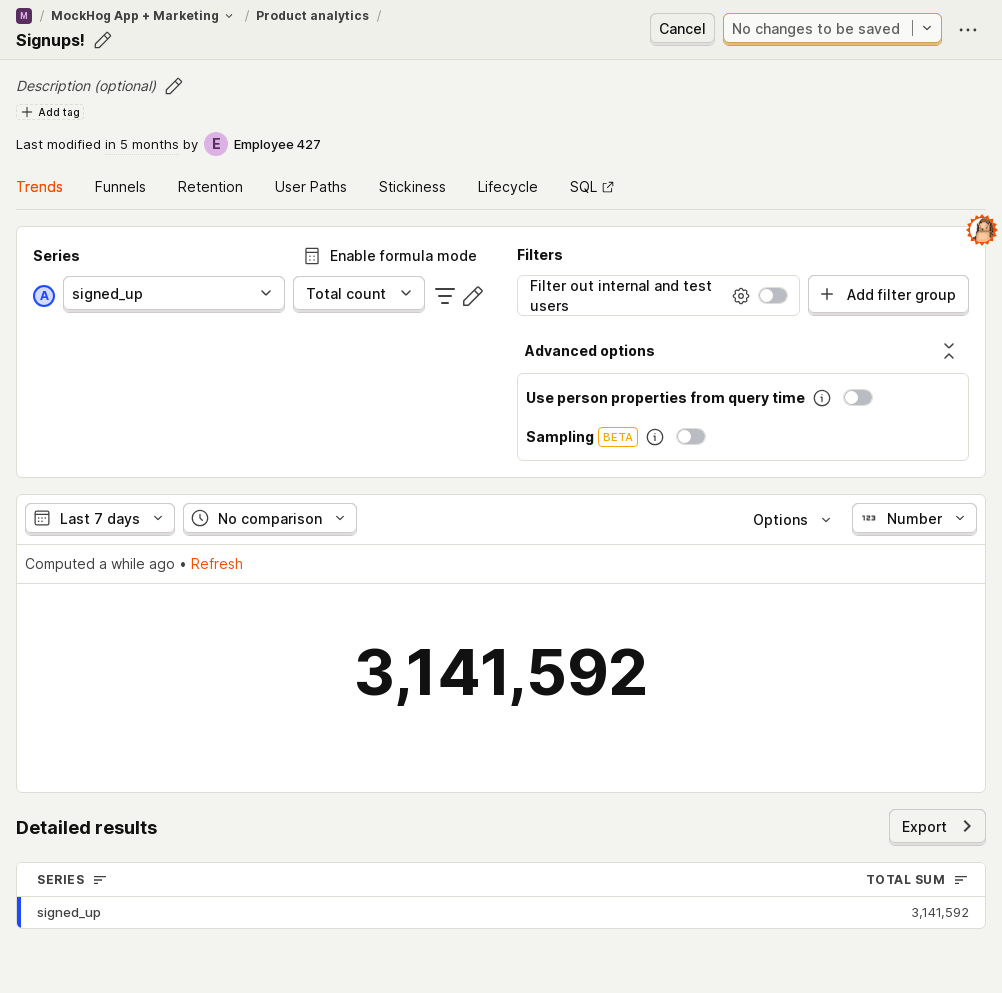 M / MockHog App + Marketing / Product analytics /
Signups!
Cancel
No changes to be saved
Description (optional)
Add tag
Last modified in 5 months by E Employee 427
Trends Funnels Retention User Paths Stickiness Lifecycle SQL
Series
Enable formula mode
A signed_up Total count
Filters
Filter out internal and test
users
Add filter group
Advanced options
Use person properties from query time
Sampling BETA
Last 7 days No comparison Options 123 Number
Computed a while ago • Refresh
3,141,592
Detailed results
Export
SERIES TOTAL SUM
signed_up 3,141,592